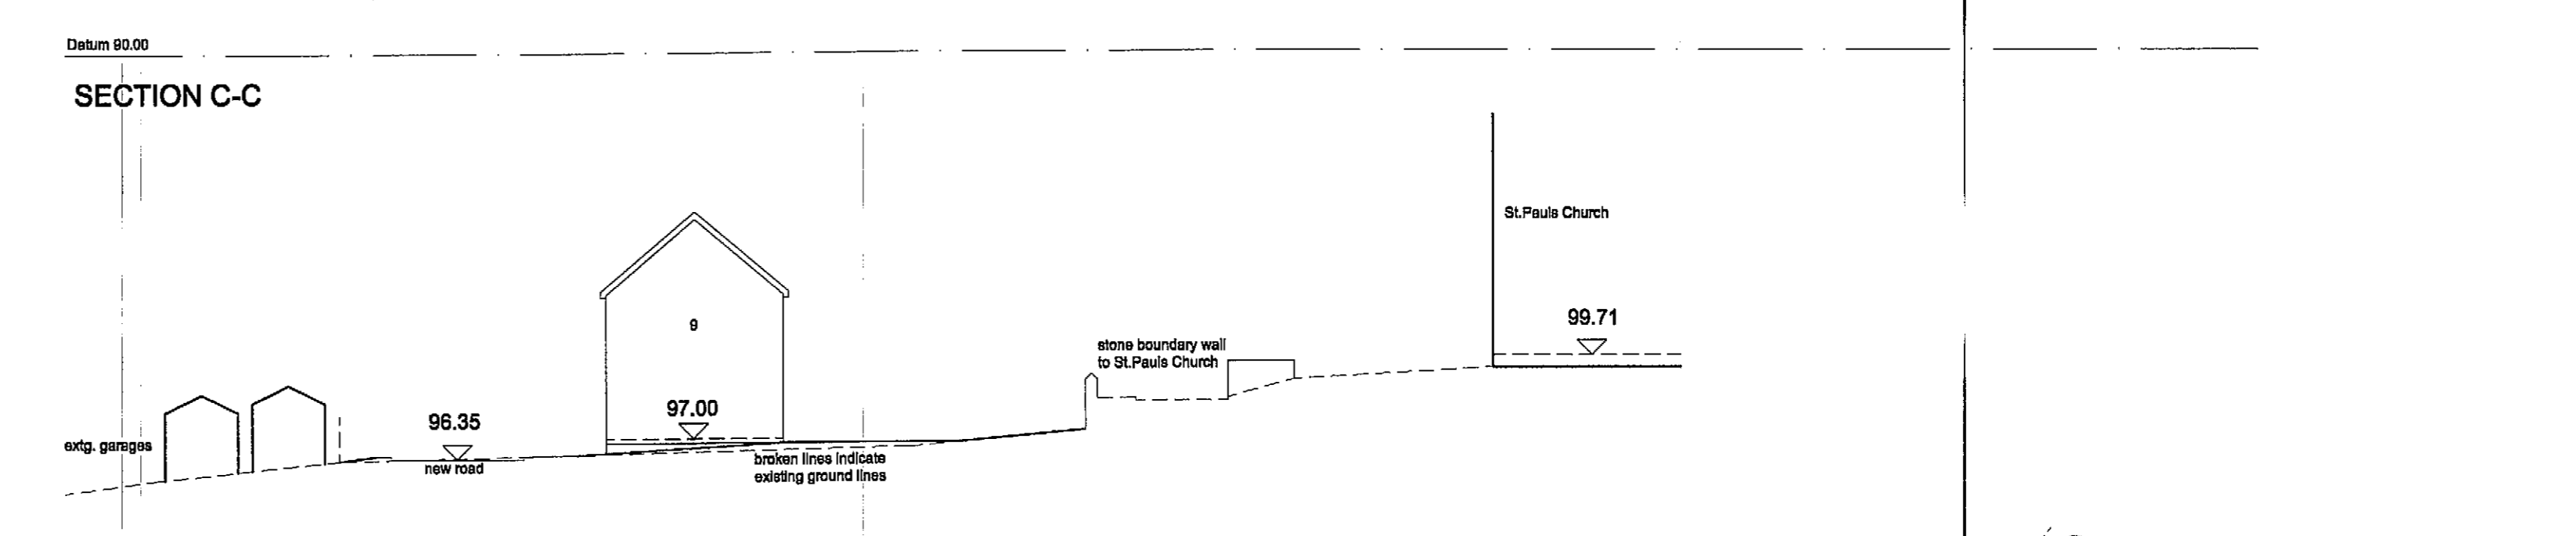 Datum 90.00
SECTION C-C
St.Pauls Church
99.71
9
stone boundary wall
to St.Pauls Church
97.00
96.35
extg. garages
new road
broken lines indicate
existing ground lines